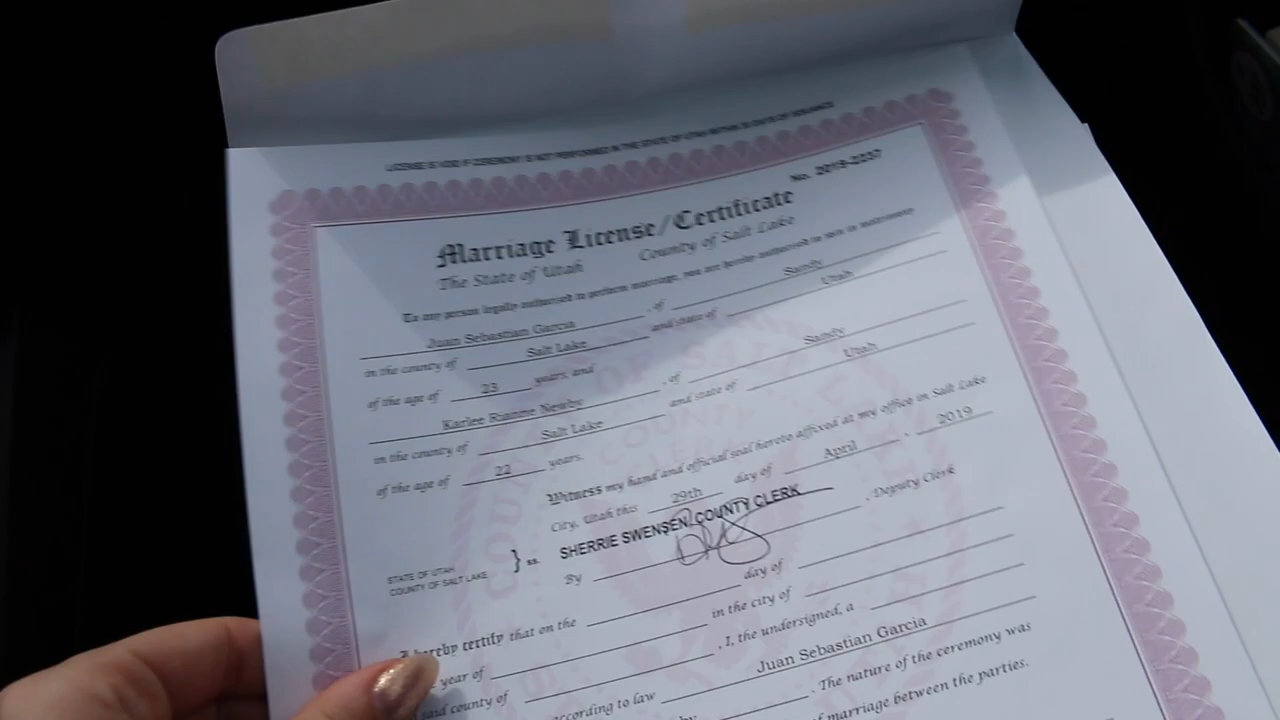 LICENSE IS VOID IF CEREMONY IS NOT PERFORMED IN THE STATE OF UTAH WITHIN DATE OF ISSUANCE
No. 2019-2237
Marriage License/Certificate
The State of Utah County of Salt Lake
To any person legally authorized to perform marriage, you are hereby authorized to join in matrimony
Juan Sebastian Garcia, of Sandy
in the county of Salt Lake and state of Utah
of the age of 23 years, and
Karlee Rianne Newby, of Sandy
in the county of Salt Lake and state of Utah
of the age of 22 years.
Witness my hand and official seal hereto affixed at my office in Salt Lake
City, Utah this 29th day of April, 2019
SHERRIE SWENSEN, COUNTY CLERK
STATE OF UTAH
COUNTY OF SALT LAKE } ss.
By , Deputy Clerk
I hereby certify that on the day of
year of in the city of
said county of , I, the undersigned, a
according to law Juan Sebastian Garcia
by . The nature of the ceremony was
of marriage between the parties.